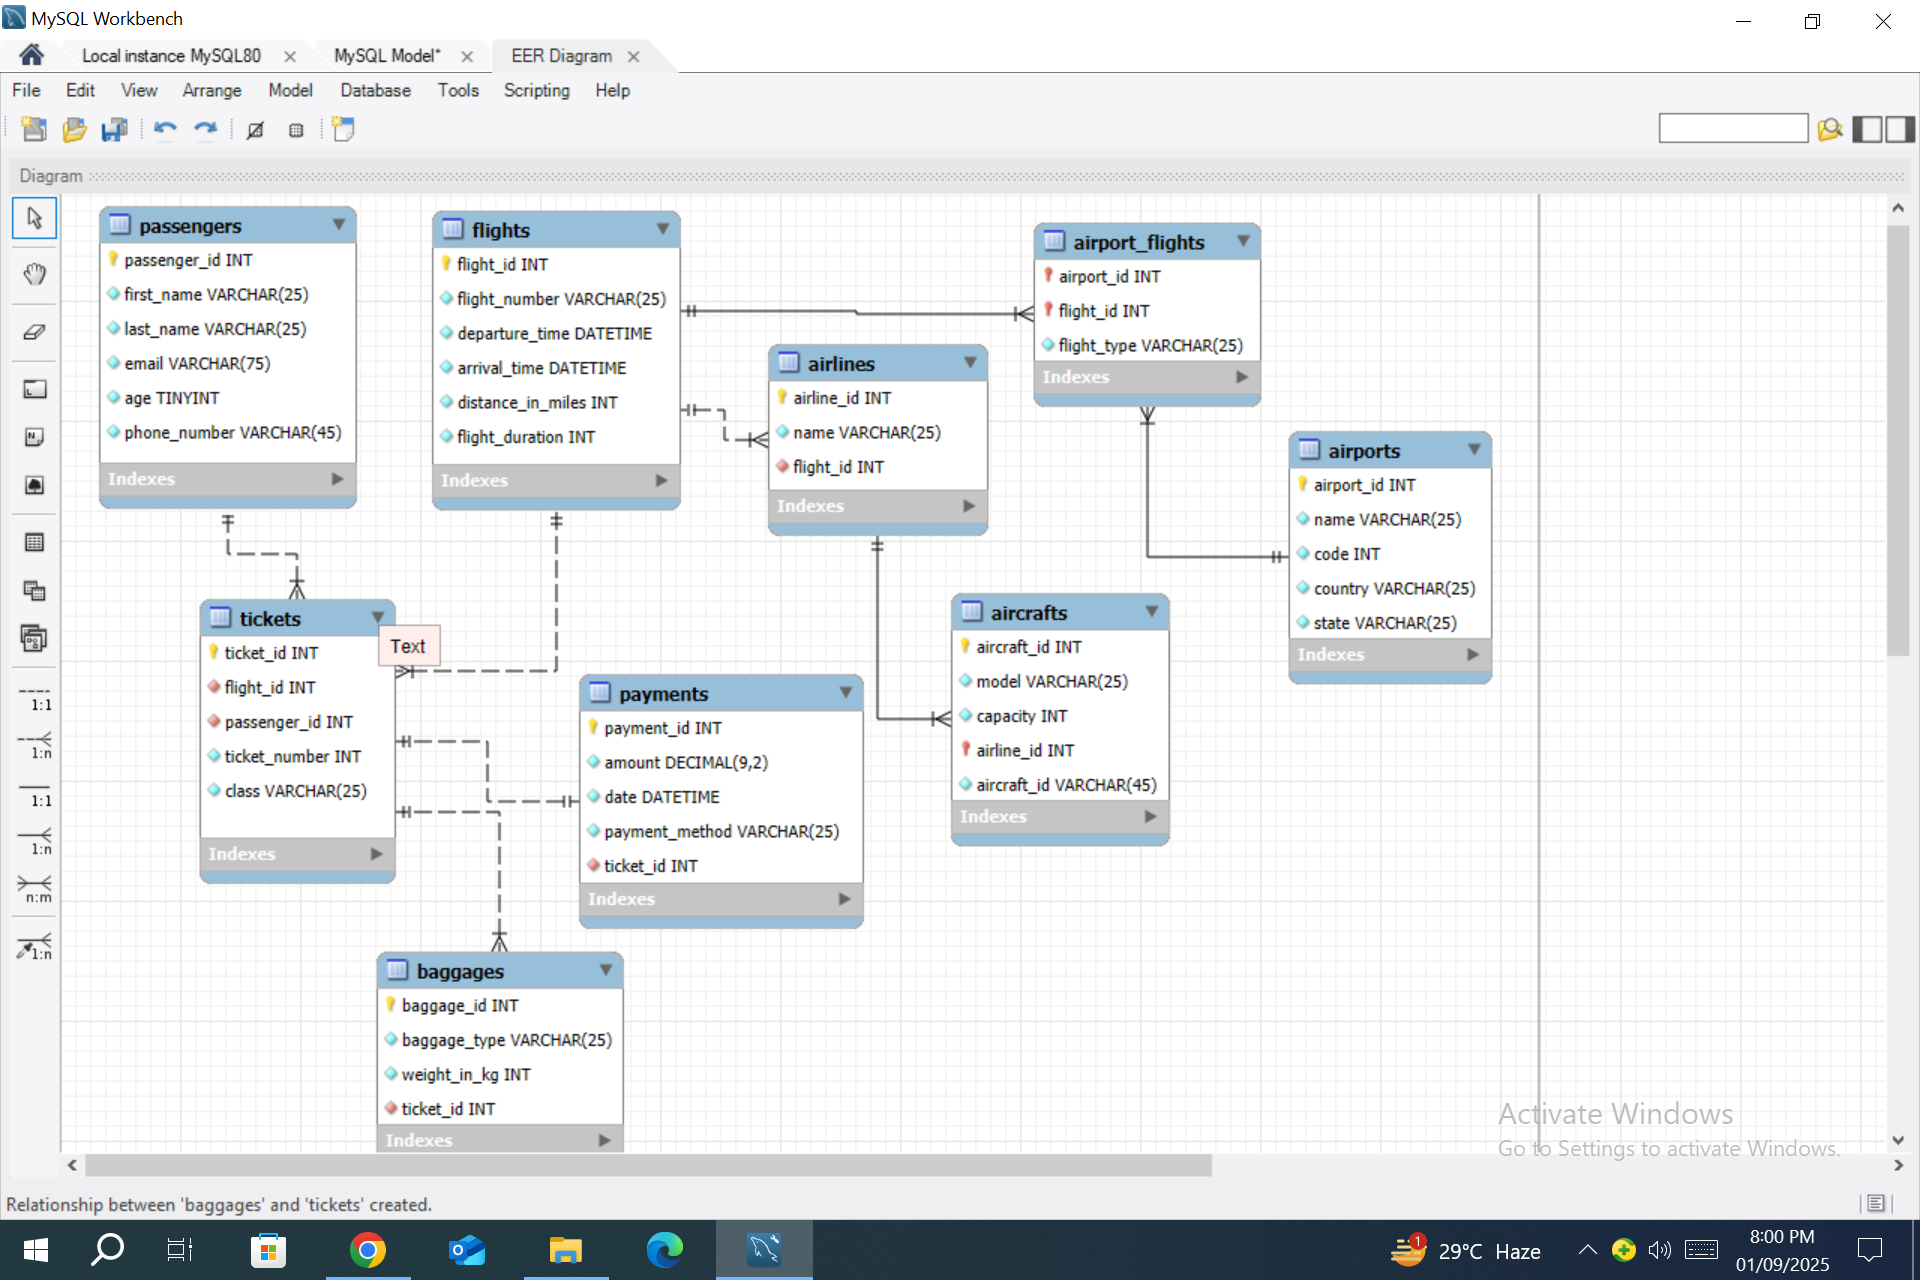 MySQL Workbench
Local instance MySQL80
MySQL Model*
EER Diagram
File Edit View Arrange Model Database Tools Scripting Help
Diagram
passengers
passenger_id INT
first_name VARCHAR(25)
last_name VARCHAR(25)
email VARCHAR(75)
age TINYINT
phone_number VARCHAR(45)
Indexes
flights
flight_id INT
flight_number VARCHAR(25)
departure_time DATETIME
arrival_time DATETIME
distance_in_miles INT
flight_duration INT
Indexes
airport_flights
airport_id INT
flight_id INT
flight_type VARCHAR(25)
Indexes
airlines
airline_id INT
name VARCHAR(25)
flight_id INT
Indexes
airports
airport_id INT
name VARCHAR(25)
code INT
country VARCHAR(25)
state VARCHAR(25)
Indexes
tickets
ticket_id INT
flight_id INT
passenger_id INT
ticket_number INT
class VARCHAR(25)
Indexes
Text
payments
payment_id INT
amount DECIMAL(9,2)
date DATETIME
payment_method VARCHAR(25)
ticket_id INT
Indexes
aircrafts
aircraft_id INT
model VARCHAR(25)
capacity INT
airline_id INT
aircraft_id VARCHAR(45)
Indexes
baggages
baggage_id INT
baggage_type VARCHAR(25)
weight_in_kg INT
ticket_id INT
Indexes
1:1
1:n
1:1
1:n
n:m
1:n
Activate Windows
Go to Settings to activate Windows.
Relationship between 'baggages' and 'tickets' created.
1
29°C Haze
8:00 PM
01/09/2025